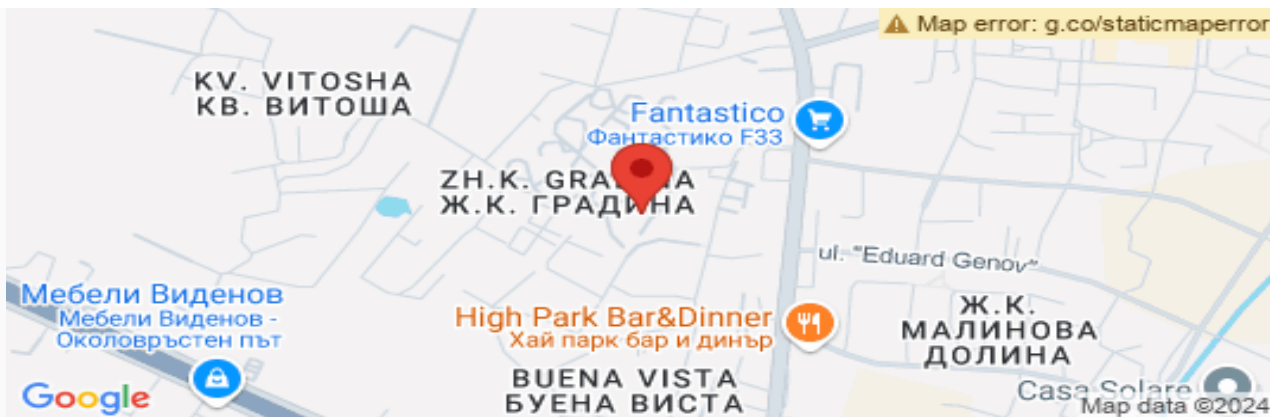 Map error: g.co/staticmaperror
KV. VITOSHA
КВ. ВИТОША
Fantastico
Фантастико F33
ZH.K.
Ж.К. ГРАДИНА
ul. "Eduard Genov"
Мебели Виденов
Мебели Виденов -
Околовръстен път
High Park Bar&Dinner
Хай парк бар и динър
Ж.К.
МАЛИНОВА
ДОЛИНА
BUENA VISTA
БУЕНА ВИСТА
Casa Solare
Google
Map data ©2024